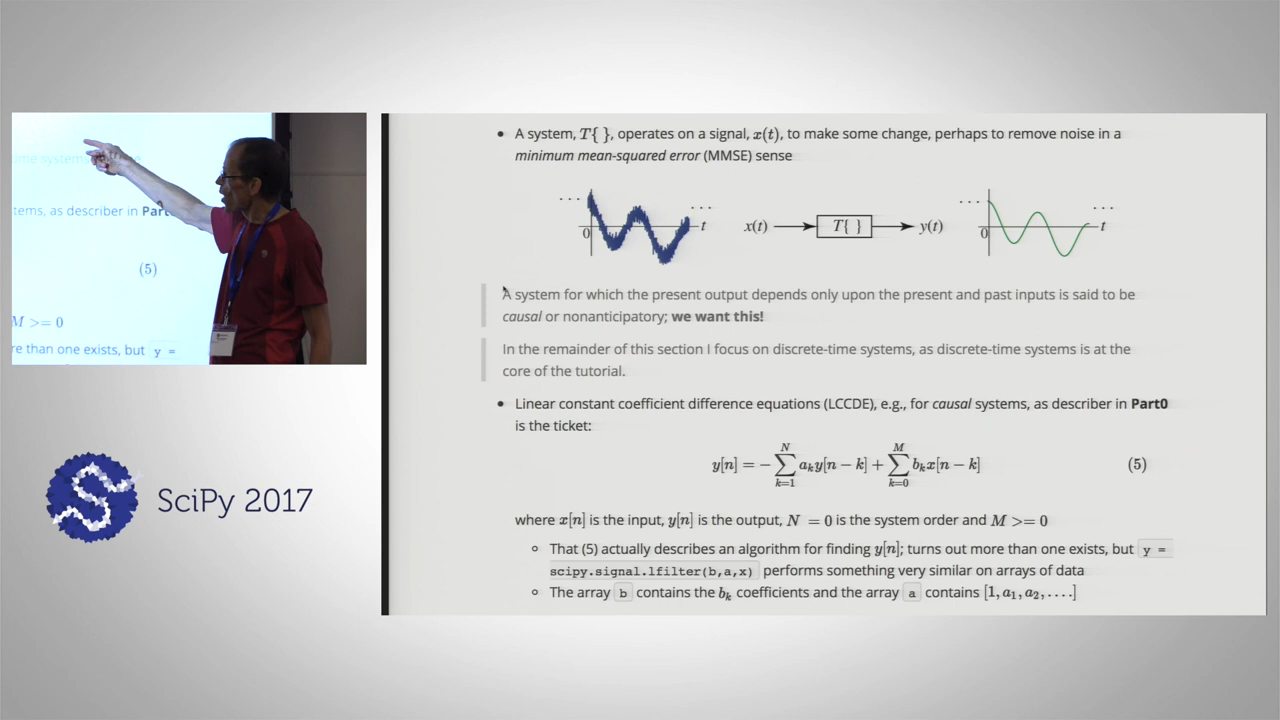 • A system, T{ }, operates on a signal, x(t), to make some change, perhaps to remove noise in a
minimum mean-squared error (MMSE) sense
. . . . . . 0 t x(t) T{ } y(t) . . . . . . 0 t
A system for which the present output depends only upon the present and past inputs is said to be
causal or nonanticipatory; we want this!
In the remainder of this section I focus on discrete-time systems, as discrete-time systems is at the
core of the tutorial.
• Linear constant coefficient difference equations (LCCDE), e.g., for causal systems, as describer in Part0
is the ticket:
y[n] = −∑_{k=1}^{N} a_k y[n − k] + ∑_{k=0}^{M} b_k x[n − k] (5)
where x[n] is the input, y[n] is the output, N = 0 is the system order and M >= 0
◦ That (5) actually describes an algorithm for finding y[n]; turns out more than one exists, but y =
scipy.signal.lfilter(b,a,x) performs something very similar on arrays of data
◦ The array b contains the b_k coefficients and the array a contains [1, a_1, a_2, . . . .]
time systems
tems, as describer in Part
(5)
M >= 0
re than one exists, but y =
SciPy 2017